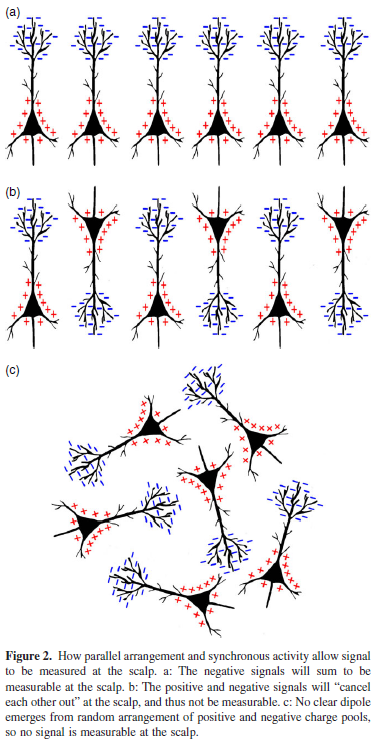 (a)
(b)
(c)
Figure 2. How parallel arrangement and synchronous activity allow signal
to be measured at the scalp. a: The negative signals will sum to be
measurable at the scalp. b: The positive and negative signals will “cancel
each other out” at the scalp, and thus not be measurable. c: No clear dipole
emerges from random arrangement of positive and negative charge pools,
so no signal is measurable at the scalp.